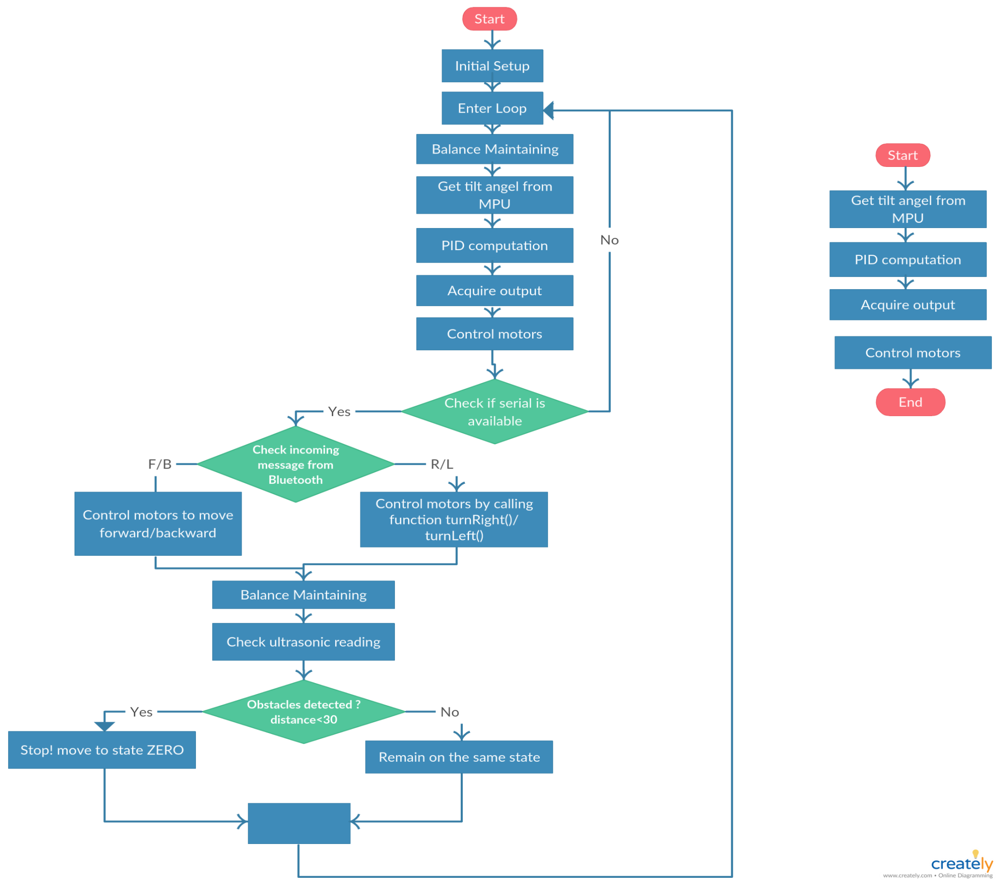 Start
Initial Setup
Enter Loop
Balance Maintaining
Get tilt angel from
MPU
PID computation
Acquire output
Control motors
No
Check if serial is
available
Yes
Check incoming
message from
Bluetooth
F/B
R/L
Control motors to move
forward/backward
Control motors by calling
function turnRight()/
turnLeft()
Balance Maintaining
Check ultrasonic reading
Obstacles detected ?
distance<30
Yes
No
Stop! move to state ZERO
Remain on the same state
Start
Get tilt angel from
MPU
PID computation
Acquire output
Control motors
End
creately
www.creately.com • Online Diagramming